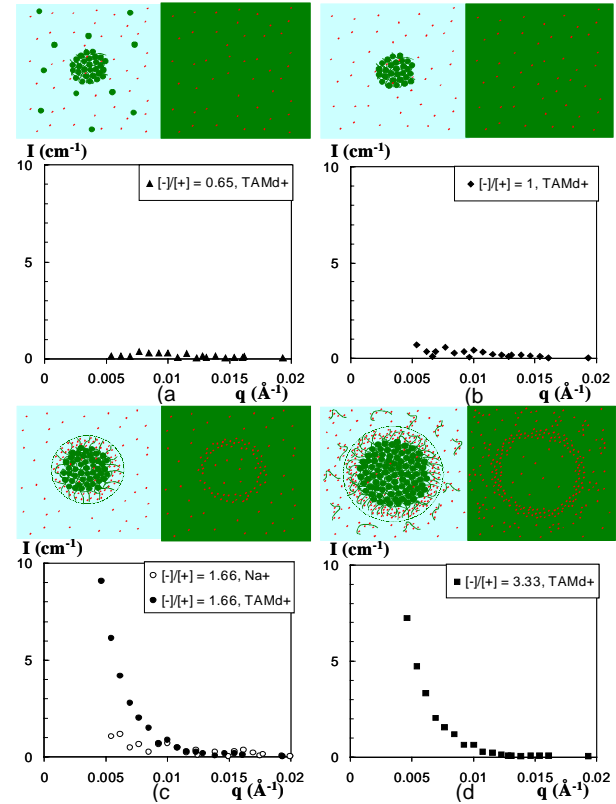 I (cm⁻¹)
10
5
0
[-]/[+] = 0.65, TAMd+
0 0.005 0.01 0.015 0.02
(a
q (Å⁻¹)
I (cm⁻¹)
10
5
0
[-]/[+] = 1, TAMd+
0 0.005 0.01 0.015 0.02
(b
q (Å⁻¹)
I (cm⁻¹)
10
5
0
[-]/[+] = 1.66, Na+
[-]/[+] = 1.66, TAMd+
0 0.005 0.01 0.015 0.02
(c
q (Å⁻¹)
I (cm⁻¹)
10
5
0
[-]/[+] = 3.33, TAMd+
0 0.005 0.01 0.015 0.02
(d
q (Å⁻¹)